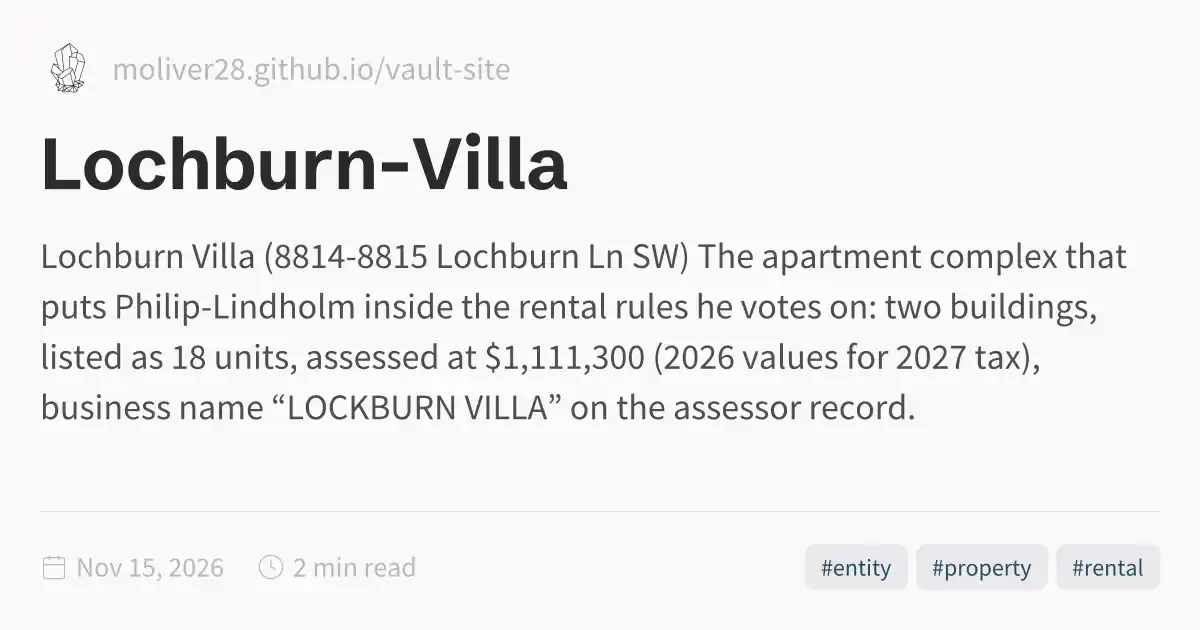 moliver28.github.io/vault-site
Lochburn-Villa
Lochburn Villa (8814-8815 Lochburn Ln SW) The apartment complex that
puts Philip-Lindholm inside the rental rules he votes on: two buildings,
listed as 18 units, assessed at $1,111,300 (2026 values for 2027 tax),
business name “LOCKBURN VILLA” on the assessor record.
Nov 15, 2026 2 min read #entity #property #rental